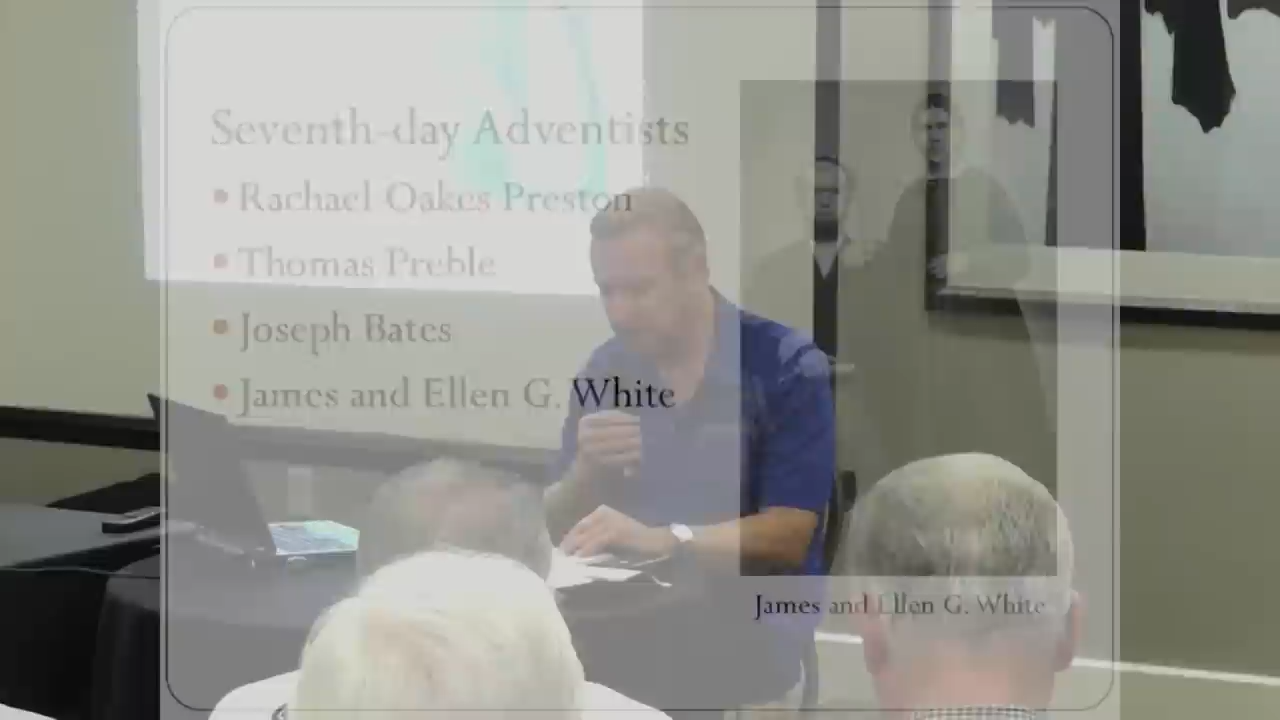 Seventh-day Adventists
• Rachael Oakes Preston
• Thomas Preble
• Joseph Bates
• James and Ellen G. White
James and Ellen G. White